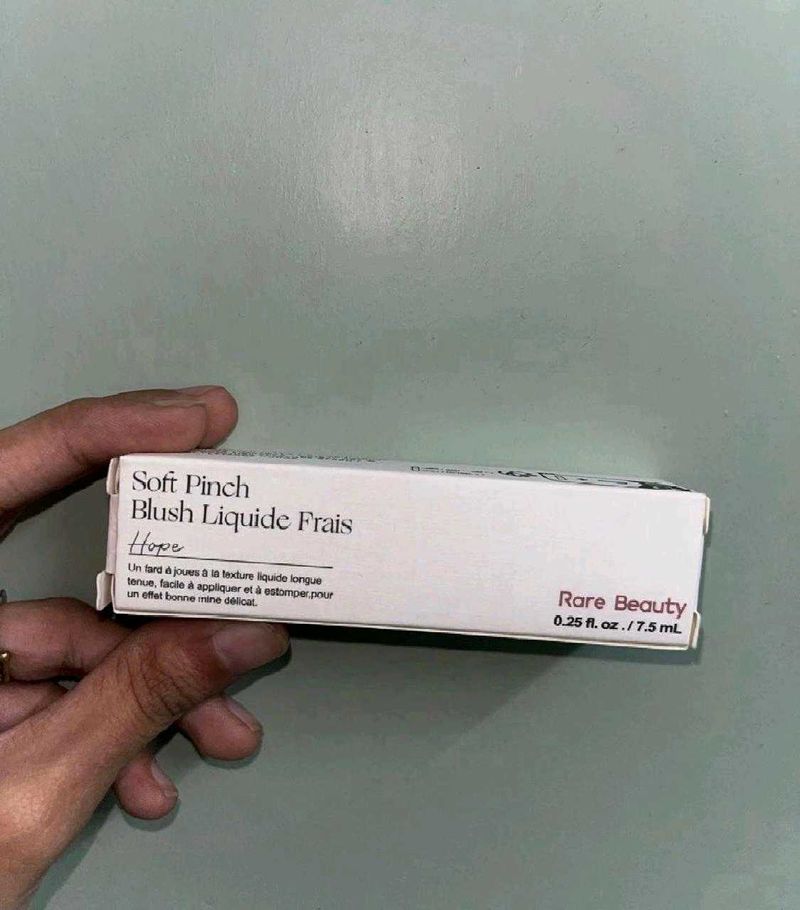 Soft Pinch
Blush Liquide Frais
Hope
Un fard à joues à la texture liquide longue
tenue, facile à appliquer et à estomper,pour
un effet bonne mine délicat.
Rare Beauty
0.25 fl. oz . / 7.5 mL